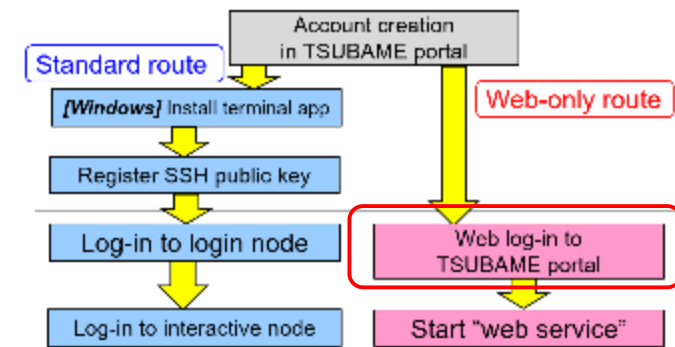 Account creation
in TSUBAME portal
Standard route
Web-only route
[Windows] Install terminal app
Register SSH public key
Log-in to login node
Web log-in to
TSUBAME portal
Log-in to interactive node
Start “web service”